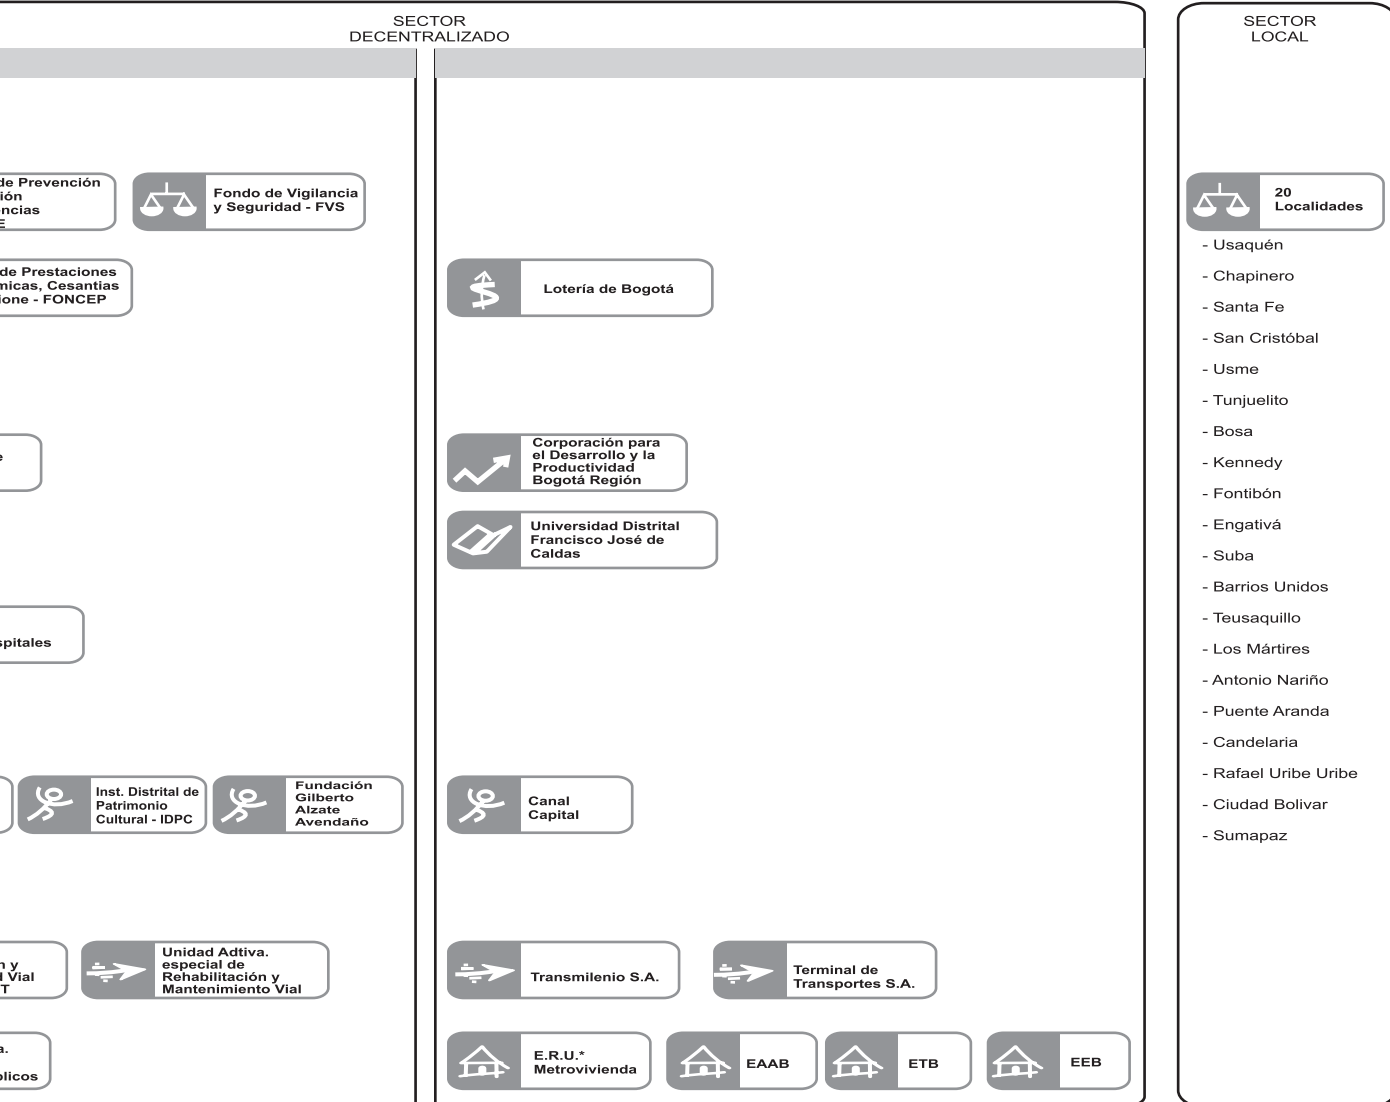 SECTOR
DECENTRALIZADO
SECTOR
LOCAL
de Prevención
ión
ncias
E
Fondo de Vigilancia
y Seguridad - FVS
20
Localidades
- Usaquén
- Chapinero
- Santa Fe
- San Cristóbal
- Usme
- Tunjuelito
- Bosa
- Kennedy
- Fontibón
- Engativá
- Suba
- Barrios Unidos
- Teusaquillo
- Los Mártires
- Antonio Nariño
- Puente Aranda
- Candelaria
- Rafael Uribe Uribe
- Ciudad Bolivar
- Sumapaz
de Prestaciones
micas, Cesantias
ione - FONCEP
Lotería de Bogotá
e
Corporación para
el Desarrollo y la
Productividad
Bogotá Región
Universidad Distrital
Francisco José de
Caldas
spitales
Inst. Distrital de
Patrimonio
Cultural - IDPC
Fundación
Gilberto
Alzate
Avendaño
Canal
Capital
n y
d Vial
T
Unidad Adtiva.
especial de
Rehabilitación y
Mantenimiento Vial
Transmilenio S.A.
Terminal de
Transportes S.A.
a.
blicos
E.R.U.*
Metrovivienda
EAAB
ETB
EEB